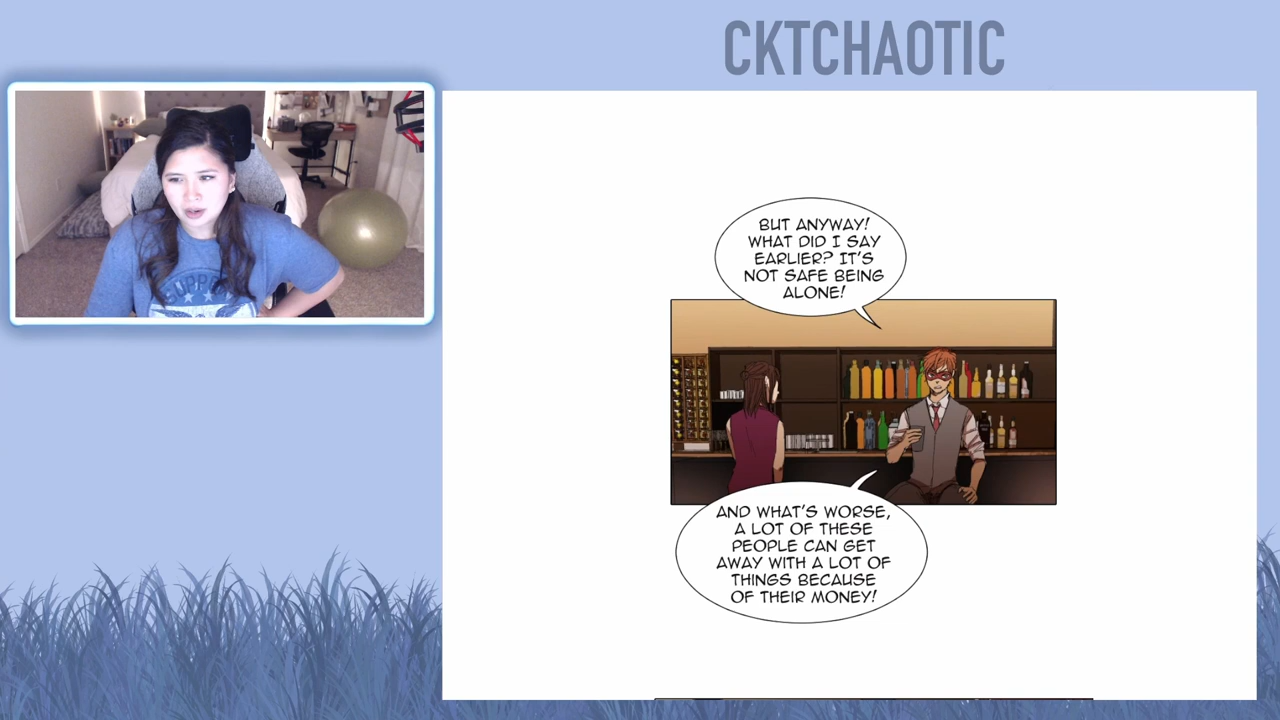 CKTCHAOTIC
BUT ANYWAY!
WHAT DID I SAY
EARLIER? IT'S
NOT SAFE BEING
ALONE!
AND WHAT'S WORSE,
A LOT OF THESE
PEOPLE CAN GET
AWAY WITH A LOT OF
THINGS BECAUSE
OF THEIR MONEY!